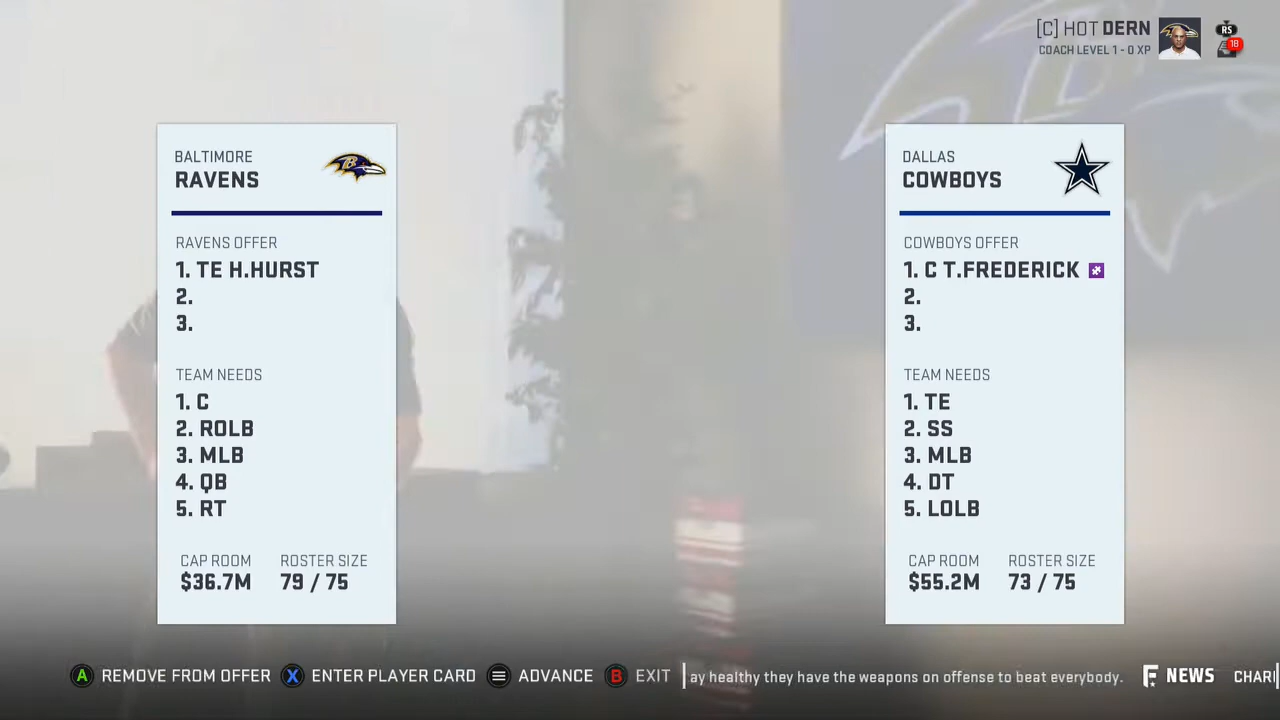 [C] HOT DERN
COACH LEVEL 1 - 0 XP
RS
18
BALTIMORE
RAVENS
RAVENS OFFER
1. TE H.HURST
2.
3.
TEAM NEEDS
1. C
2. ROLB
3. MLB
4. QB
5. RT
CAP ROOM ROSTER SIZE
$36.7M 79 / 75
DALLAS
COWBOYS
COWBOYS OFFER
1. C T.FREDERICK
2.
3.
TEAM NEEDS
1. TE
2. SS
3. MLB
4. DT
5. LOLB
CAP ROOM ROSTER SIZE
$55.2M 73 / 75
A REMOVE FROM OFFER X ENTER PLAYER CARD ADVANCE B EXIT ay healthy they have the weapons on offense to beat everybody. NEWS CHAR